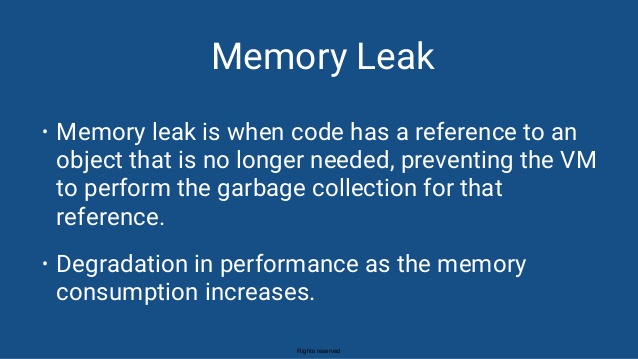 Memory Leak
• Memory leak is when code has a reference to an
object that is no longer needed, preventing the VM
to perform the garbage collection for that
reference.
• Degradation in performance as the memory
consumption increases.
Rights reserved